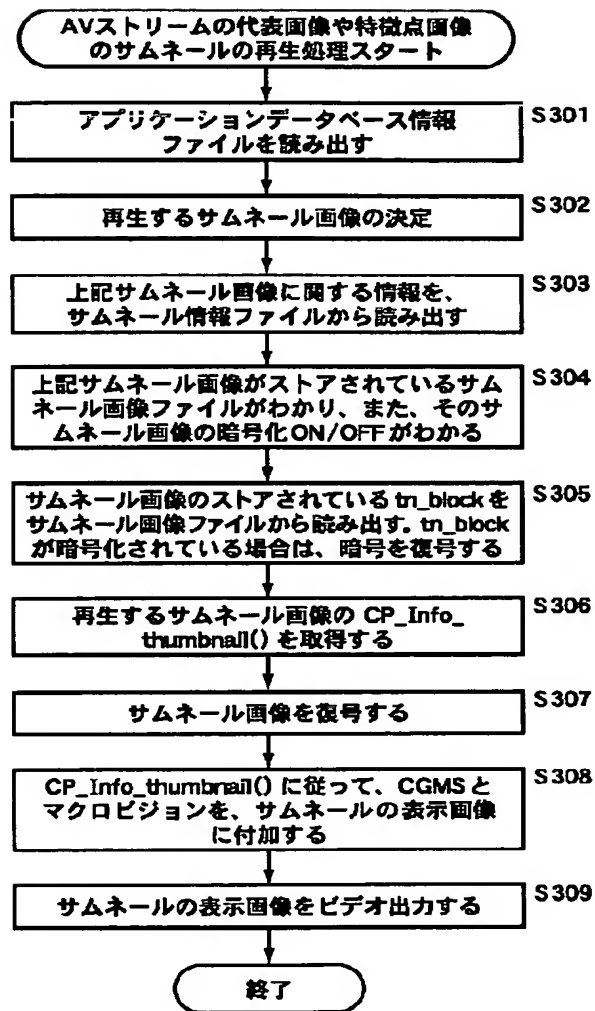 AVストリームの代表画像や特徴点画像
のサムネールの再生処理スタート
アプリケーションデータベース情報
ファイルを読み出す
S301
再生するサムネール画像の決定
S302
上記サムネール画像に関する情報を、
サムネール情報ファイルから読み出す
S303
上記サムネール画像がストアされているサム
ネール画像ファイルがわかり、また、そのサ
ムネール画像の暗号化ON/OFFがわかる
S304
サムネール画像のストアされているtn_blockを
サムネール画像ファイルから読み出す。tn_block
が暗号化されている場合は、暗号を復号する
S305
再生するサムネール画像の CP_Info_
thumbnail() を取得する
S306
サムネール画像を復号する
S307
CP_Info_thumbnail() に従って、CGMSと
マクロビジョンを、サムネールの表示画像
に付加する
S308
サムネールの表示画像をビデオ出力する
S309
終了